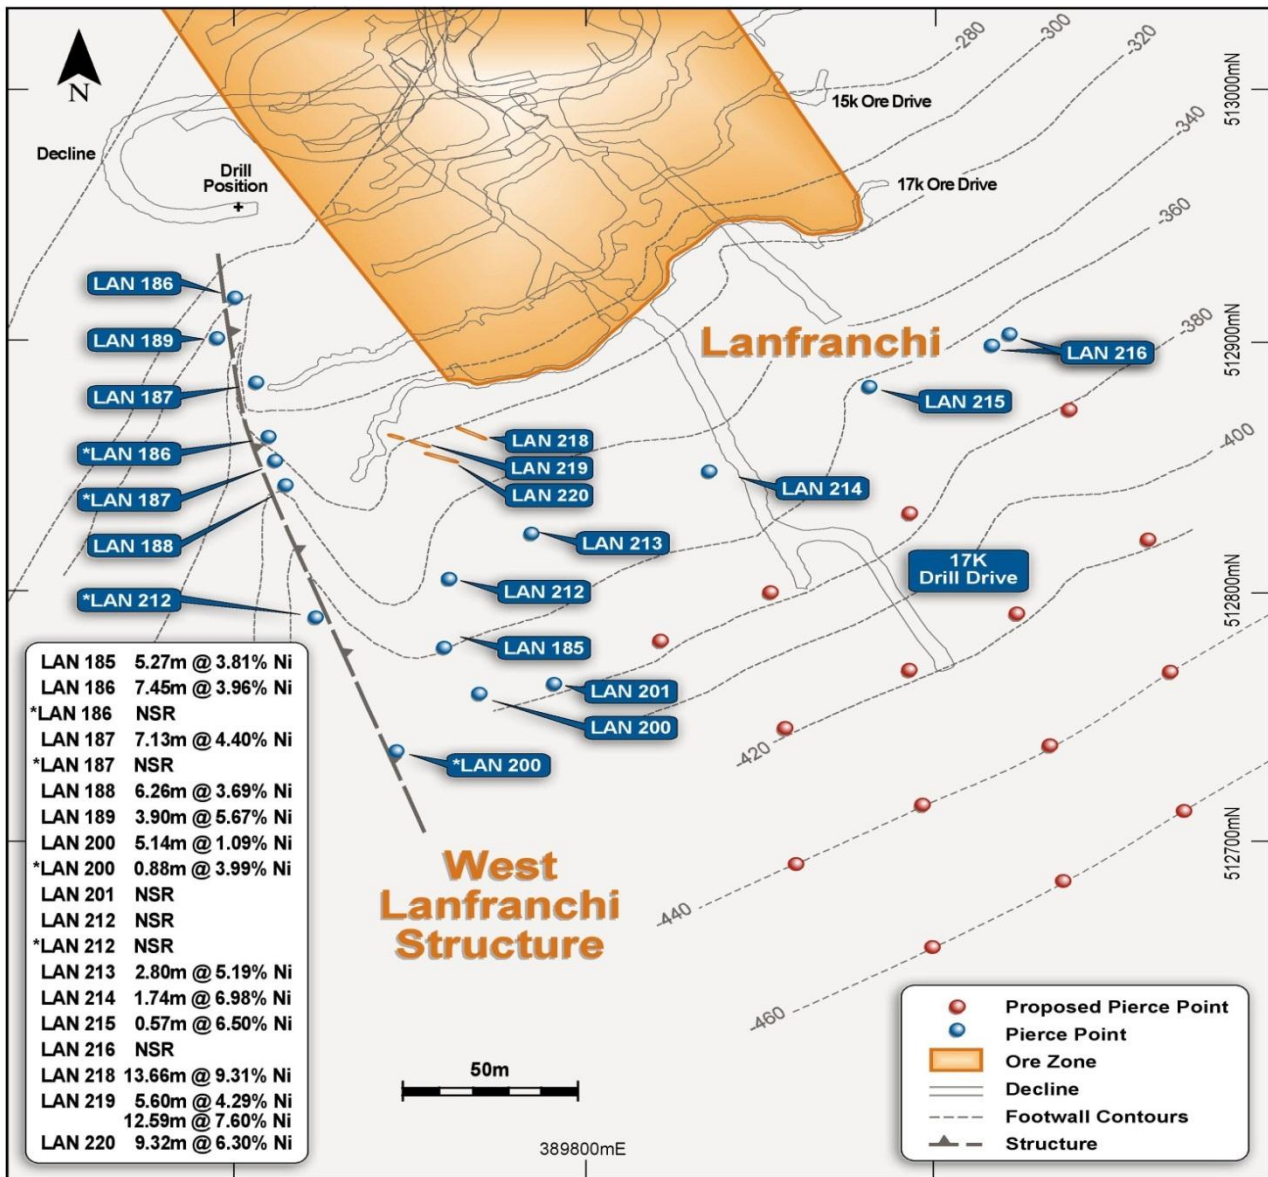 -280
-300
-320
-340
-360
-380
-400
-420
-440
-460
N
15k Ore Drive
17k Ore Drive
Decline
Drill
Position
513000mN
512900mN
512800mN
512700mN
389800mE
LAN 186
LAN 189
LAN 187
*LAN 186
*LAN 187
LAN 188
*LAN 212
Lanfranchi
LAN 216
LAN 215
LAN 218
LAN 219
LAN 220
LAN 214
LAN 213
LAN 212
LAN 185
LAN 201
LAN 200
*LAN 200
17K
Drill Drive
West
Lanfranchi
Structure
LAN 185 5.27m @ 3.81% Ni
LAN 186 7.45m @ 3.96% Ni
*LAN 186 NSR
LAN 187 7.13m @ 4.40% Ni
*LAN 187 NSR
LAN 188 6.26m @ 3.69% Ni
LAN 189 3.90m @ 5.67% Ni
LAN 200 5.14m @ 1.09% Ni
*LAN 200 0.88m @ 3.99% Ni
LAN 201 NSR
LAN 212 NSR
*LAN 212 NSR
LAN 213 2.80m @ 5.19% Ni
LAN 214 1.74m @ 6.98% Ni
LAN 215 0.57m @ 6.50% Ni
LAN 216 NSR
LAN 218 13.66m @ 9.31% Ni
LAN 219 5.60m @ 4.29% Ni
12.59m @ 7.60% Ni
LAN 220 9.32m @ 6.30% Ni
50m
Proposed Pierce Point
Pierce Point
Ore Zone
Decline
Footwall Contours
Structure